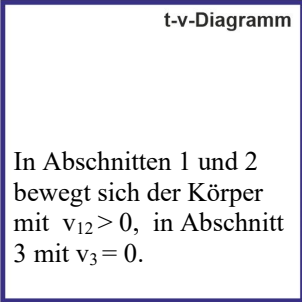 t-v-Diagramm
In Abschnitten 1 und 2
bewegt sich der Körper
mit v₁₂ > 0, in Abschnitt
3 mit v₃ = 0.